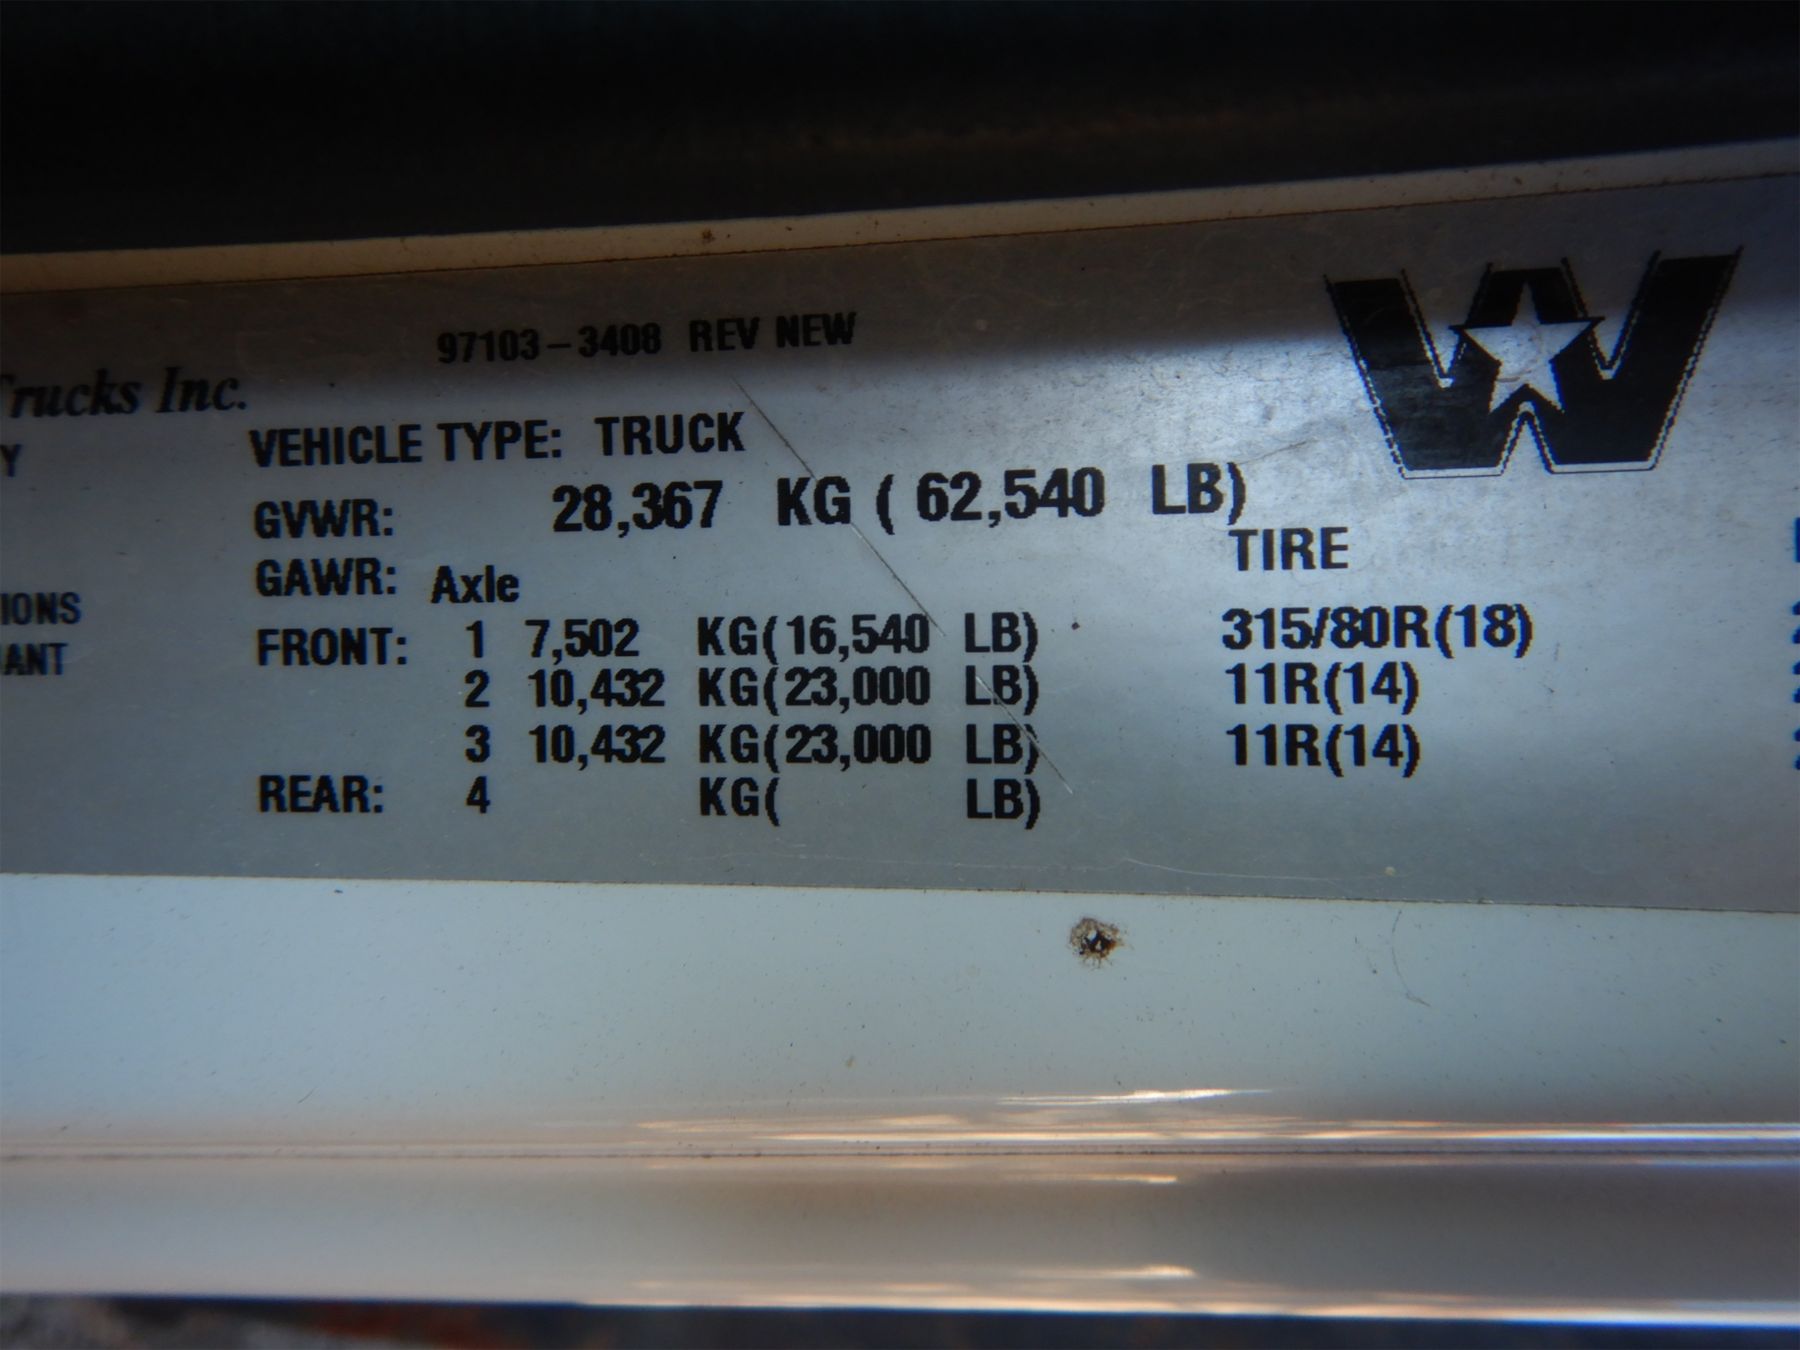 97103-3408 REV NEW
Trucks Inc.
VEHICLE TYPE: TRUCK
Y
GVWR: 28,367 KG ( 62,540 LB)
TIRE
GAWR: Axle
IONS
FRONT: 1 7,502 KG(16,540 LB) 315/80R(18)
ANT
2 10,432 KG(23,000 LB) 11R(14)
3 10,432 KG(23,000 LB) 11R(14)
REAR: 4 KG( LB)
W